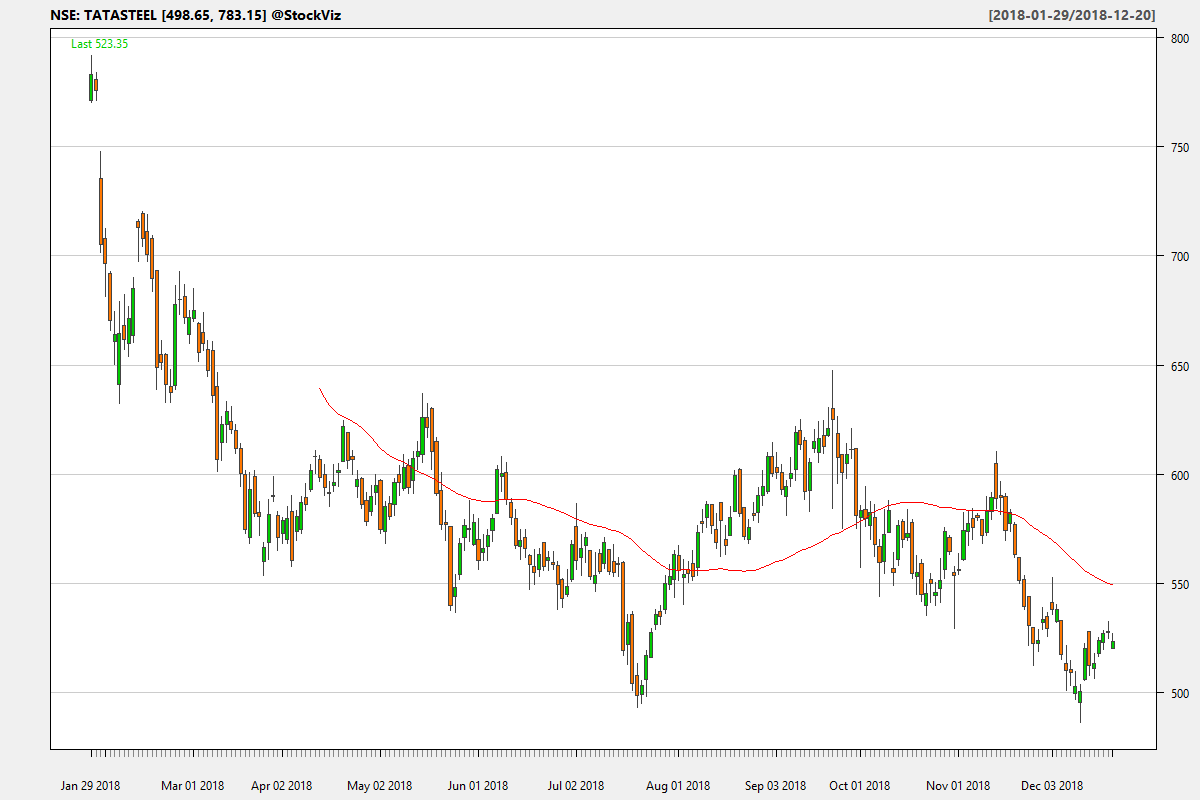 NSE: TATASTEEL [498.65, 783.15] @StockViz
[2018-01-29/2018-12-20]
Last 523.35
800
750
700
650
600
550
500
Jan 29 2018 Mar 01 2018 Apr 02 2018 May 02 2018 Jun 01 2018 Jul 02 2018 Aug 01 2018 Sep 03 2018 Oct 01 2018 Nov 01 2018 Dec 03 2018